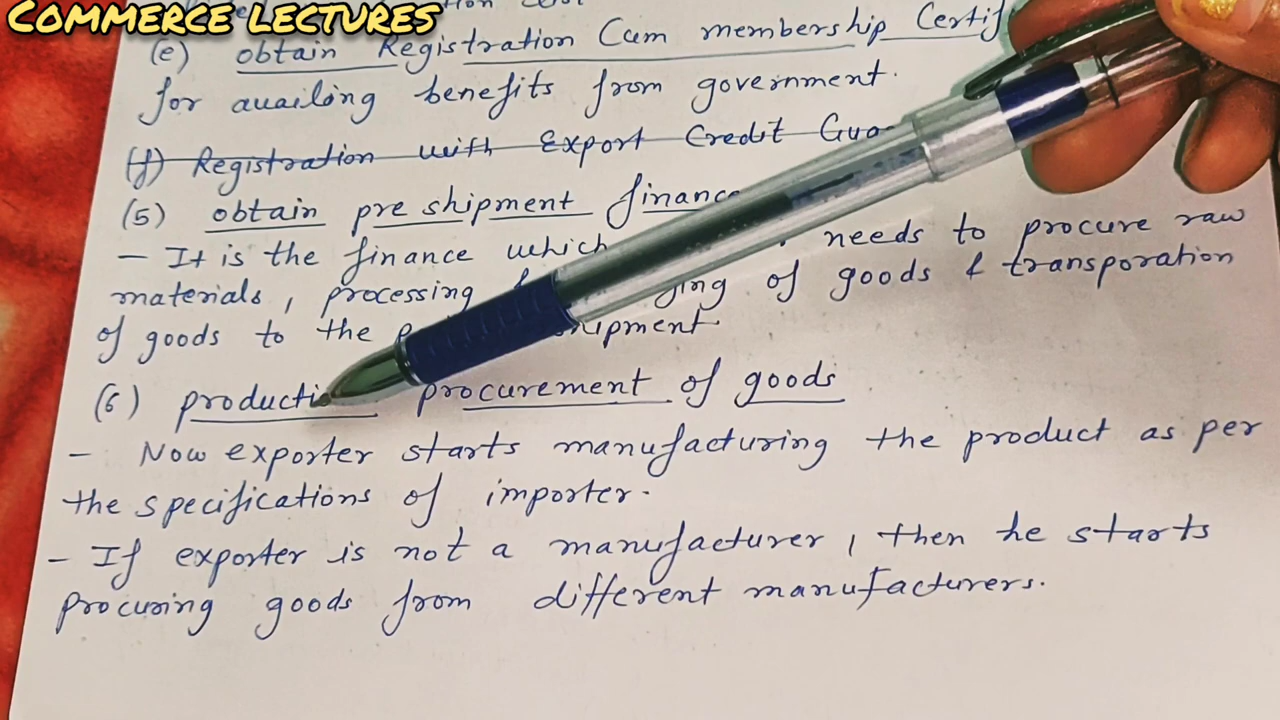 COMMERCE LECTURES
(e) obtain Registration Cum membership Certif
for availing benefits from government.
(f) Registration with Export Credit Gua
(5) obtain pre shipment finance
- It is the finance which needs to procure raw
materials, processing ging of goods & transporation
of goods to the shipment
(6) producti procurement of goods
- Now exporter starts manufacturing the product as per
the specifications of importer.
- If exporter is not a manufacturer, then he starts
procuring goods from different manufacturers.